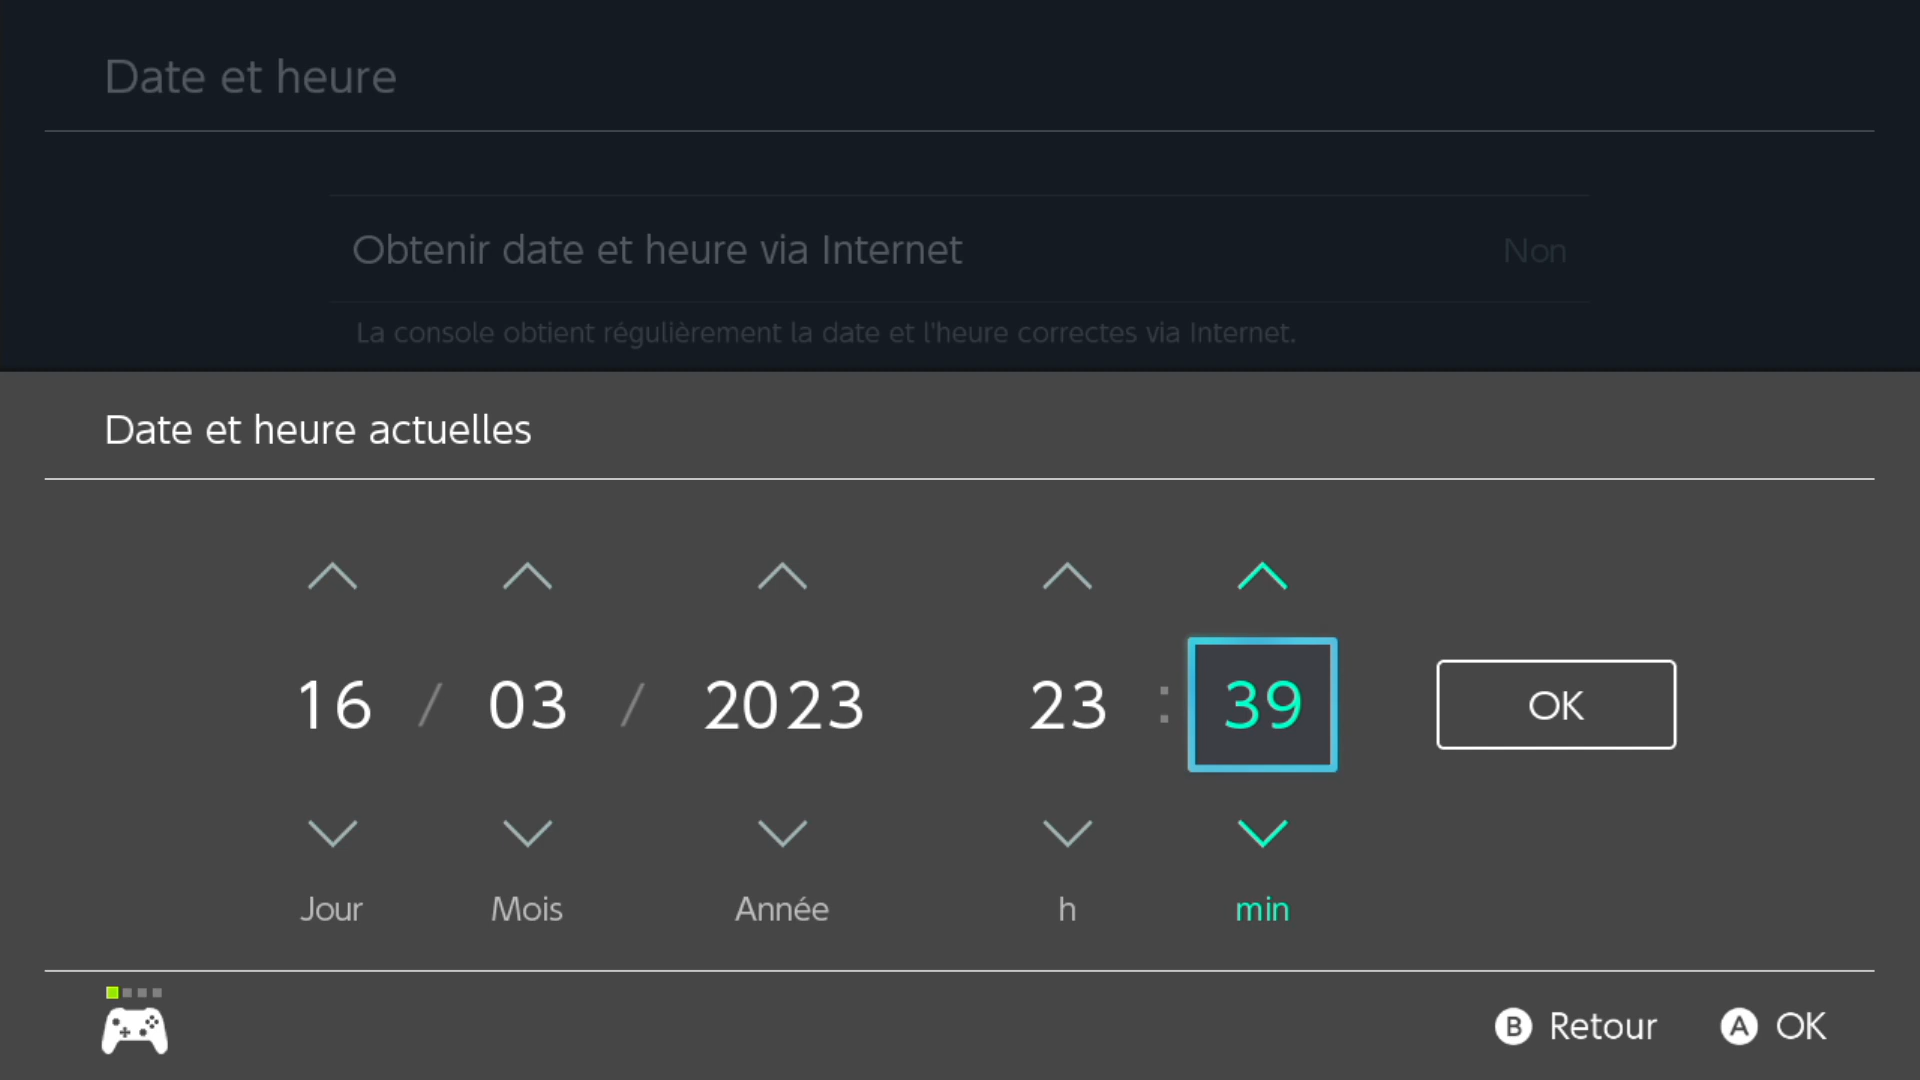 Date et heure
Obtenir date et heure via Internet Non
La console obtient régulièrement la date et l'heure correctes via Internet.
Date et heure actuelles
16 / 03 / 2023 23 : 39 OK
Jour Mois Année h min
B Retour A OK